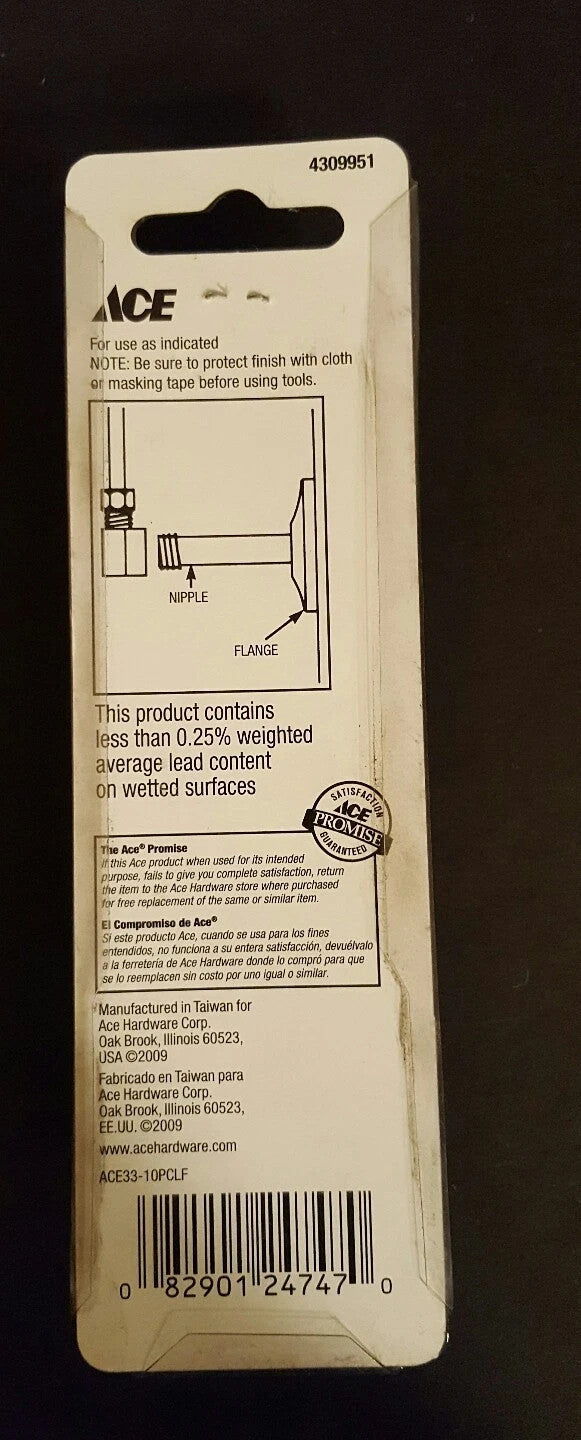 4309951
ACE
For use as indicated
NOTE: Be sure to protect finish with cloth
or masking tape before using tools.
NIPPLE
FLANGE
This product contains
less than 0.25% weighted
average lead content
on wetted surfaces
SATISFACTION
ACE
PROMISE
GUARANTEED
The Ace® Promise
If this Ace product when used for its intended
purpose, fails to give you complete satisfaction, return
the item to the Ace Hardware store where purchased
for free replacement of the same or similar item.
El Compromiso de Ace®
Si este producto Ace, cuando se usa para los fines
entendidos, no funciona a su entera satisfacción, devuélvalo
a la ferretería de Ace Hardware donde lo compró para que
se lo reemplacen sin costo por uno igual o similar.
Manufactured in Taiwan for
Ace Hardware Corp.
Oak Brook, Illinois 60523,
USA ©2009
Fabricado en Taiwan para
Ace Hardware Corp.
Oak Brook, Illinois 60523,
EE.UU. ©2009
www.acehardware.com
ACE33-10PCLF
0 82901 24747 0